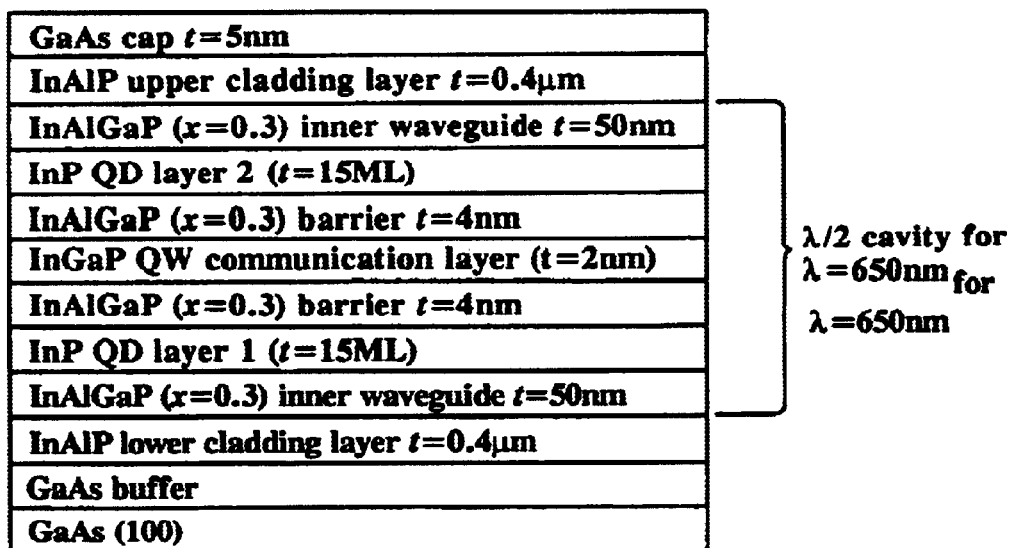 GaAs cap t=5nm
InAlP upper cladding layer t=0.4μm
InAlGaP (x=0.3) inner waveguide t=50nm
InP QD layer 2 (t=15ML)
InAlGaP (x=0.3) barrier t=4nm
InGaP QW communication layer (t=2nm)
InAlGaP (x=0.3) barrier t=4nm
InP QD layer 1 (t=15ML)
InAlGaP (x=0.3) inner waveguide t=50nm
InAlP lower cladding layer t=0.4μm
GaAs buffer
GaAs (100)
λ/2 cavity for
λ=650nm for
λ=650nm